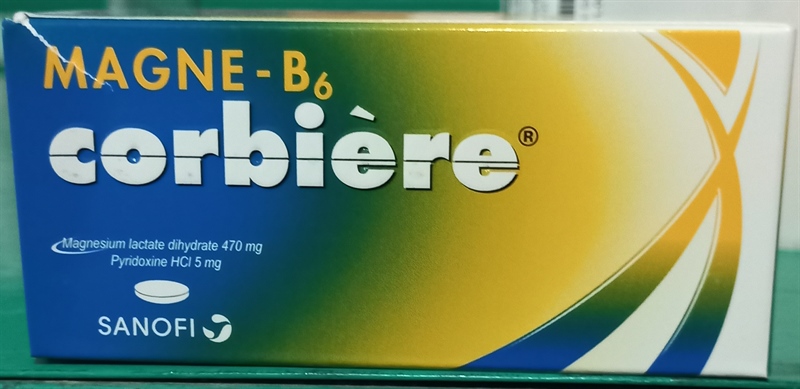 MAGNE - B6
corbière®
Magnesium lactate dihydrate 470 mg
Pyridoxine HCl 5 mg
SANOFI